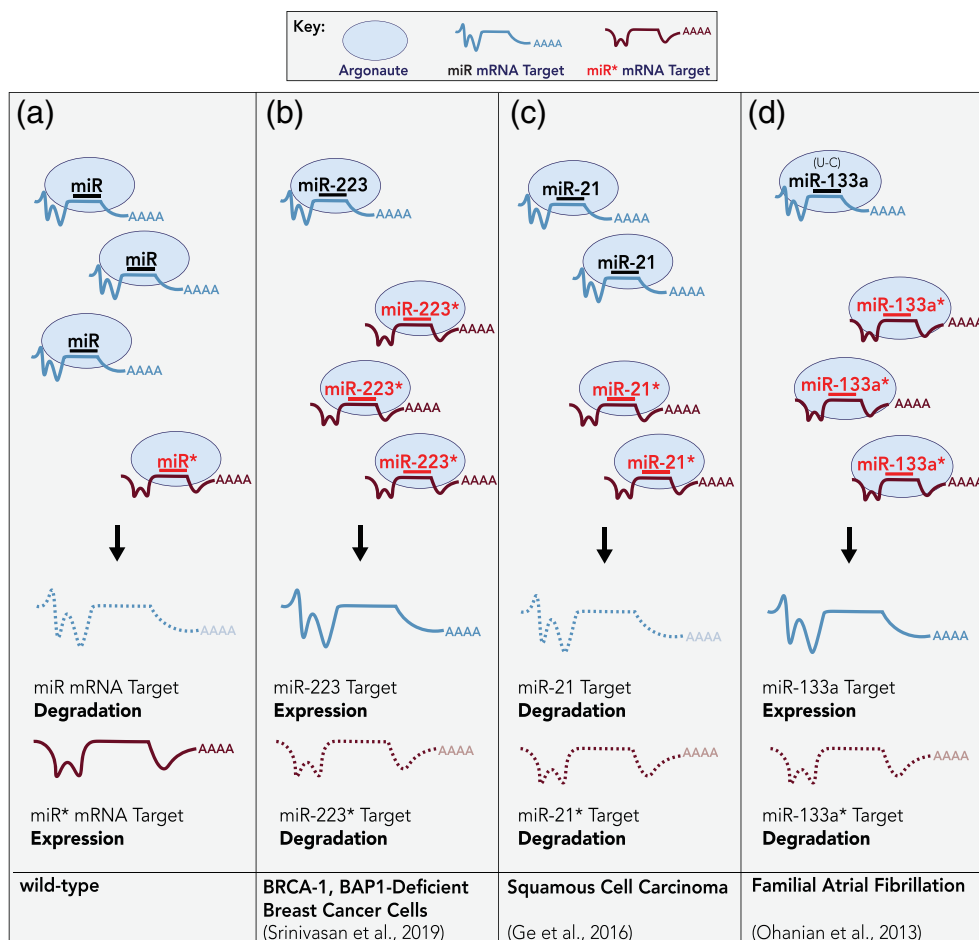 Key:
AAAA
AAAA
Argonaute
miR mRNA Target
miR* mRNA Target
(a)
miR
AAAA
miR
AAAA
miR
AAAA
miR*
AAAA
AAAA
miR mRNA Target
Degradation
AAAA
miR* mRNA Target
Expression
wild-type
(b)
miR-223
AAAA
miR-223*
AAAA
miR-223*
AAAA
miR-223*
AAAA
AAAA
miR-223 Target
Expression
AAAA
miR-223* Target
Degradation
BRCA-1, BAP1-Deficient
Breast Cancer Cells
(Srinivasan et al., 2019)
(c)
miR-21
AAAA
miR-21
AAAA
miR-21*
AAAA
miR-21*
AAAA
AAAA
miR-21 Target
Degradation
AAAA
miR-21* Target
Degradation
Squamous Cell Carcinoma
(Ge et al., 2016)
(d)
(U-C)
miR-133a
AAAA
miR-133a*
AAAA
miR-133a*
AAAA
miR-133a*
AAAA
AAAA
miR-133a Target
Expression
AAAA
miR-133a* Target
Degradation
Familial Atrial Fibrillation
(Ohanian et al., 2013)